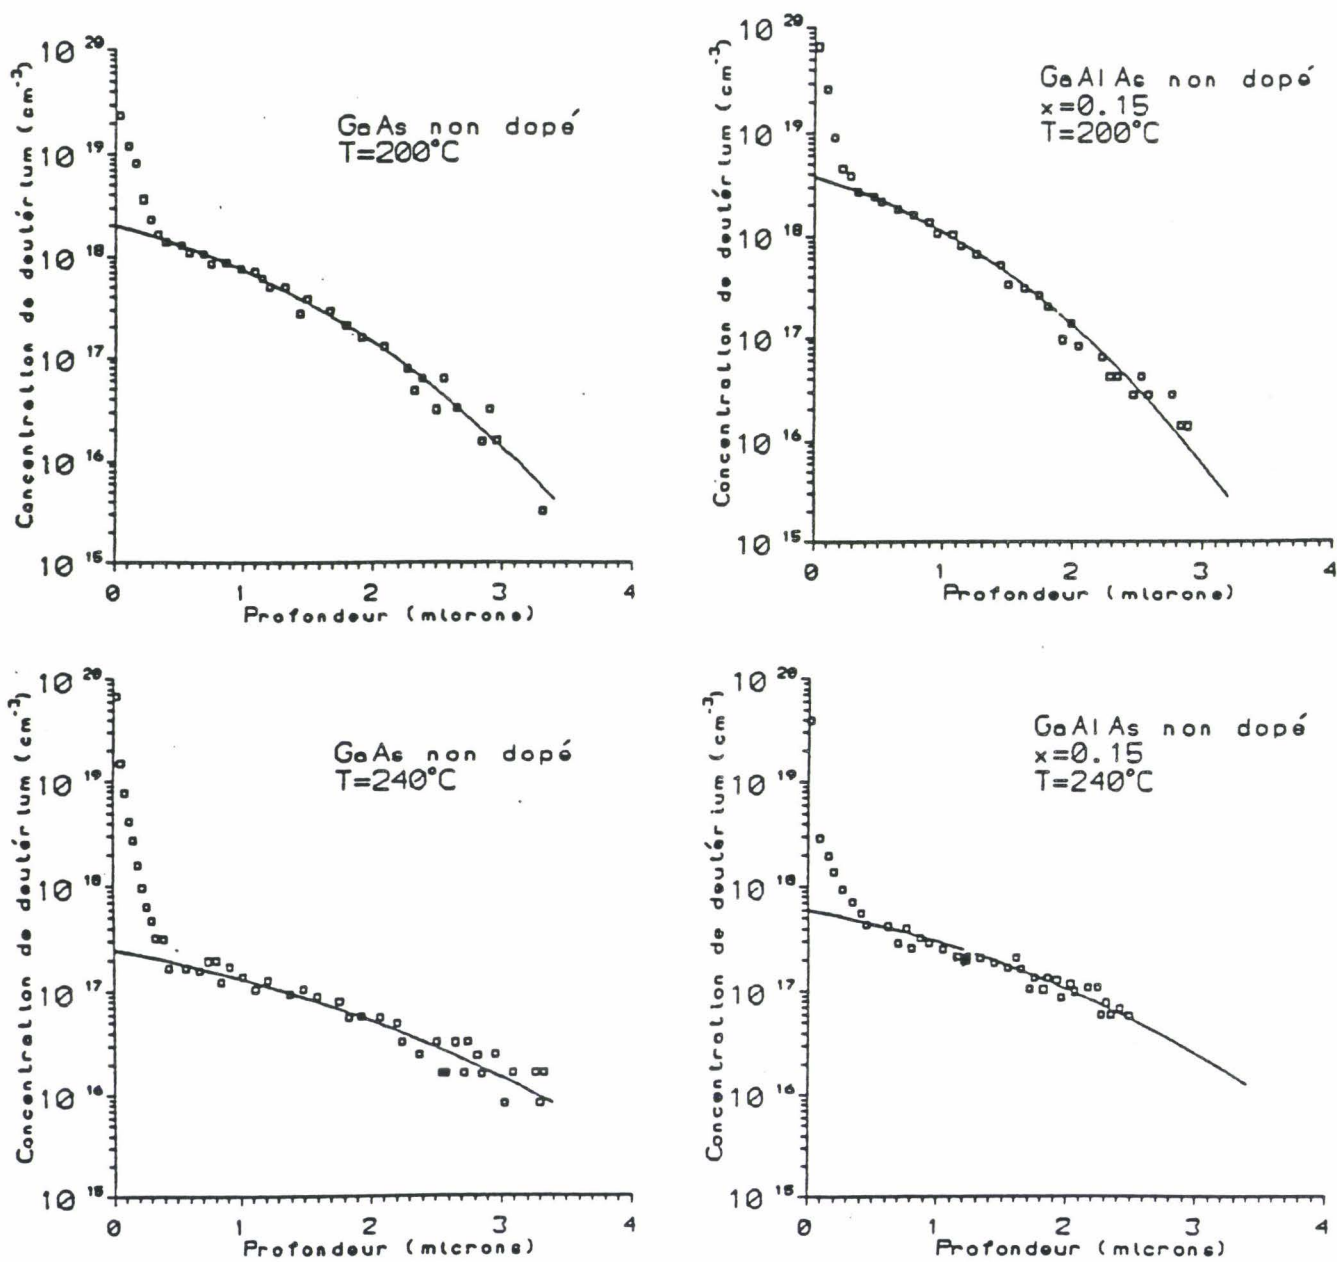 10 20
10 19
10 18
10 17
10 16
10 15
Concentration de deutérium (cm-3)
GaAs non dopé
T=200°C
0 1 2 3 4
Profondeur (microns)
10 20
10 19
10 18
10 17
10 16
10 15
Concentration de deutérium (cm-3)
GaAlAs non dopé
x=0.15
T=200°C
0 1 2 3 4
Profondeur (microns)
10 20
10 19
10 18
10 17
10 16
10 15
Concentration de deutérium (cm-3)
GaAs non dopé
T=240°C
0 1 2 3 4
Profondeur (microns)
10 20
10 19
10 18
10 17
10 16
10 15
Concentration de deutérium (cm-3)
GaAlAs non dopé
x=0.15
T=240°C
0 1 2 3 4
Profondeur (microns)